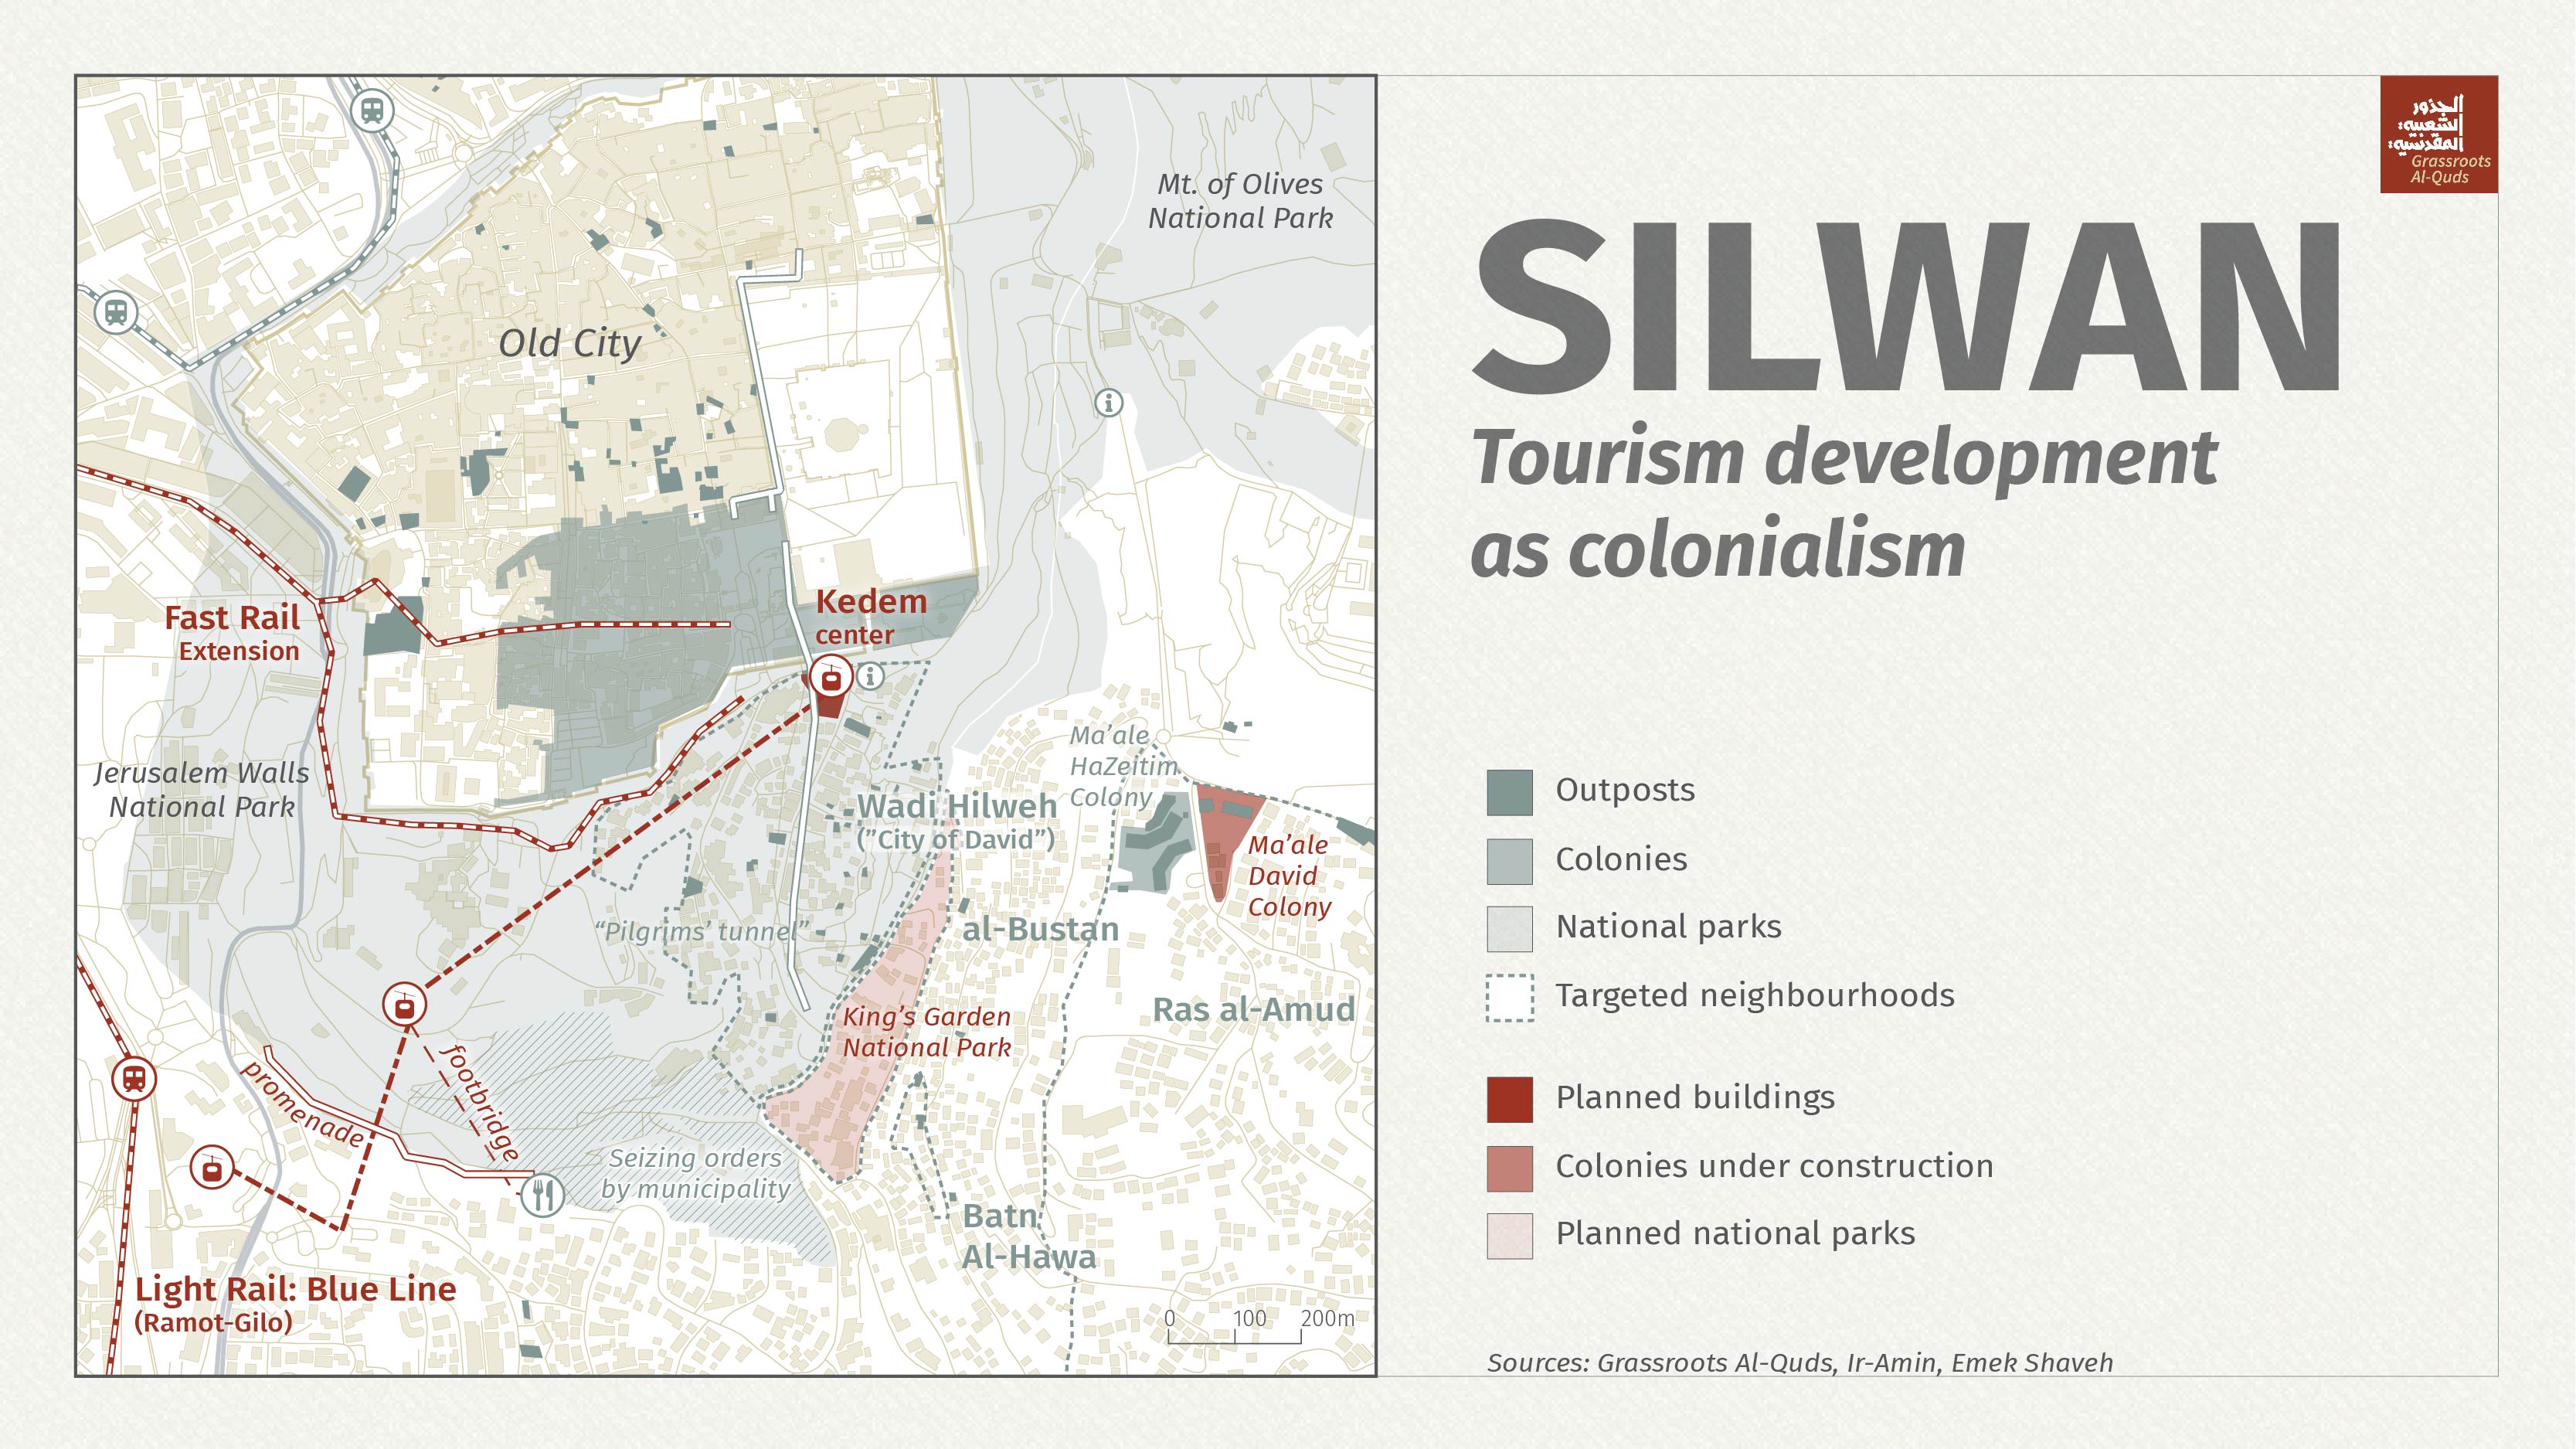 الجذور
الشعبية
المقدسية
Grassroots
Al-Quds
SILWAN
Tourism development
as colonialism
Mt. of Olives
National Park
Old City
Kedem
center
Fast Rail
Extension
Jerusalem Walls
National Park
Ma’ale
HaZeitim
Colony
Wadi Hilweh
(”City of David”)
Ma’ale
David
Colony
“Pilgrims’ tunnel”
al-Bustan
Ras al-Amud
King’s Garden
National Park
footbridge
promenade
Seizing orders
by municipality
Batn
Al-Hawa
Light Rail: Blue Line
(Ramot-Gilo)
0 100 200m
Outposts
Colonies
National parks
Targeted neighbourhoods
Planned buildings
Colonies under construction
Planned national parks
Sources: Grassroots Al-Quds, Ir-Amin, Emek Shaveh